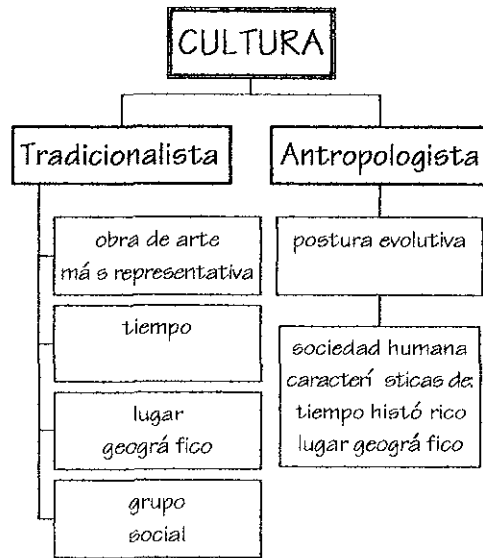 CULTURA
Tradicionalista
obra de arte
má s representativa
tiempo
lugar
geográ fico
grupo
social
Antropologista
postura evolutiva
sociedad humana
caracterí sticas de:
tiempo histó rico
lugar geográ fico